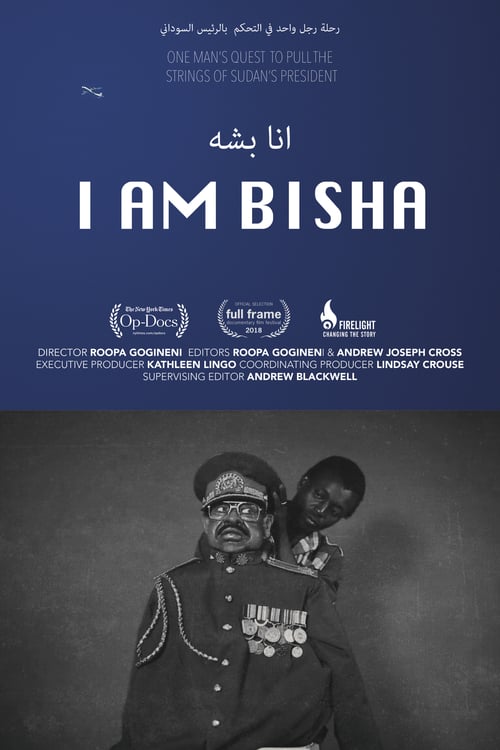 رحلة رجل واحد في التحكم بالرئيس السوداني
ONE MAN'S QUEST TO PULL THE
STRINGS OF SUDAN'S PRESIDENT
انا بشه
I AM BISHA
The New York Times
Op-Docs
nytimes.com/opdocs
OFFICIAL SELECTION
full frame
documentary film festival
2018
FIRELIGHT
CHANGING THE STORY
DIRECTOR ROOPA GOGINENI EDITORS ROOPA GOGINENI & ANDREW JOSEPH CROSS
EXECUTIVE PRODUCER KATHLEEN LINGO COORDINATING PRODUCER LINDSAY CROUSE
SUPERVISING EDITOR ANDREW BLACKWELL